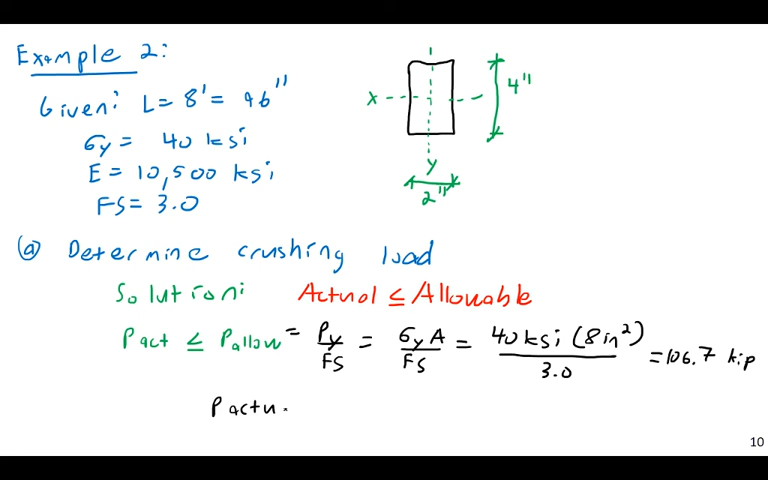 Example 2:
Given: L = 8' = 96"
σy = 40 ksi
E = 10,500 ksi
FS = 3.0
x
4"
y
2"
(a) Determine crushing load
Solution: Actual ≤ Allowable
Pact ≤ Pallow = Py/FS = σy A/FS = 40 ksi (8 in²)/3.0 = 106.7 kip
Pactu
10